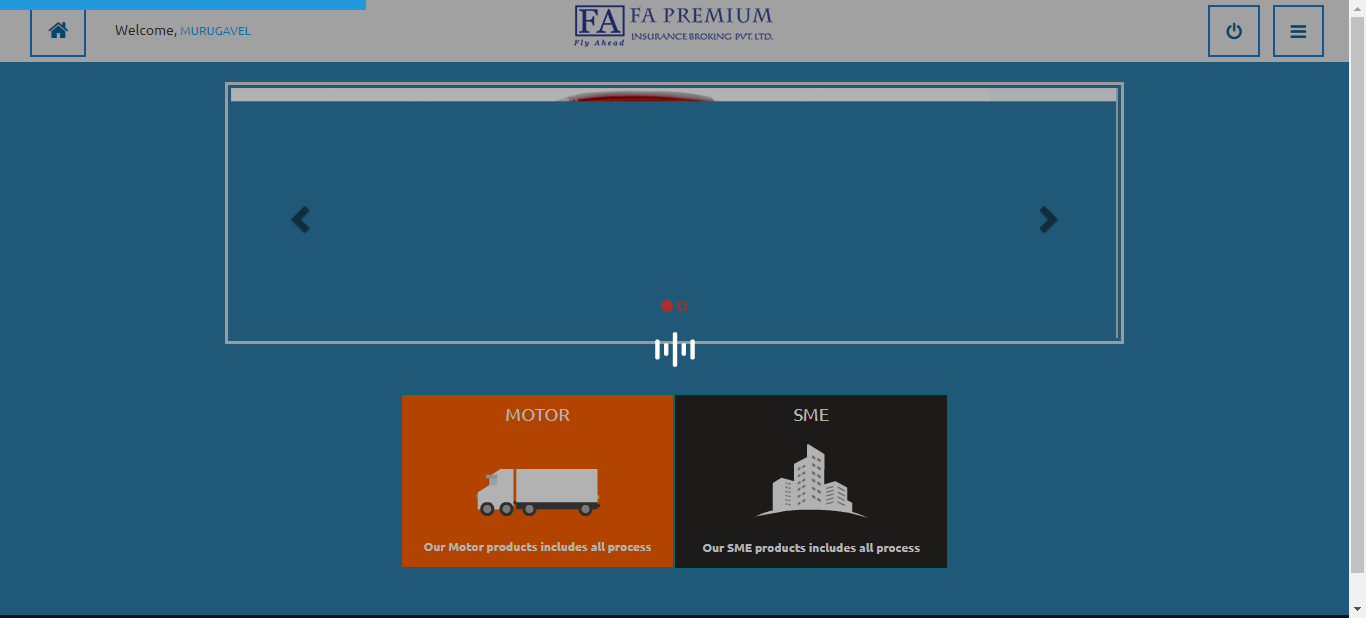 Welcome, MURUGAVEL
FA
Fly Ahead
FA PREMIUM
INSURANCE BROKING PVT. LTD.
MOTOR
Our Motor products includes all process
SME
Our SME products includes all process